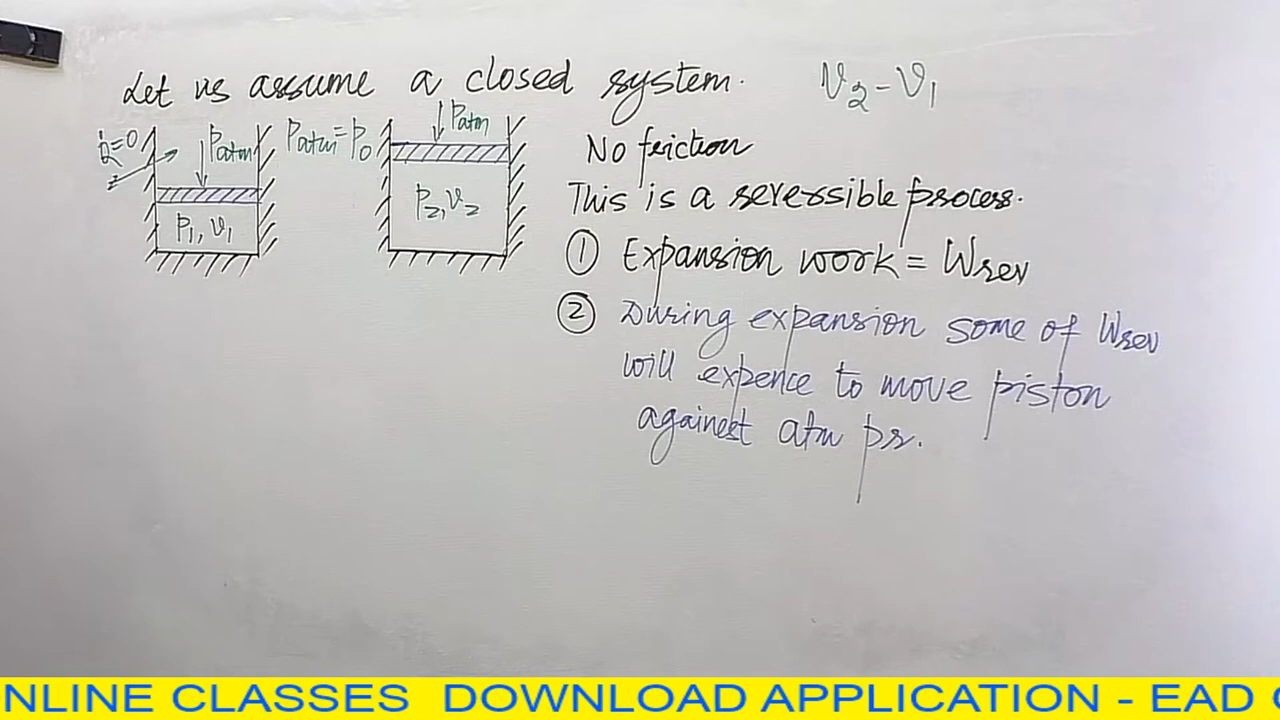 Let us assume a closed system. V₂-V₁
i=0 Patm Patm=P₀ Patm
P₁, V₁ P₂, V₂
No friction
This is a reverssible process.
① Expansion work = Wrev
② During expansion some of Wrev
will expence to move piston
againest atm pr.
NLINE CLASSES DOWNLOAD APPLICATION - EAD